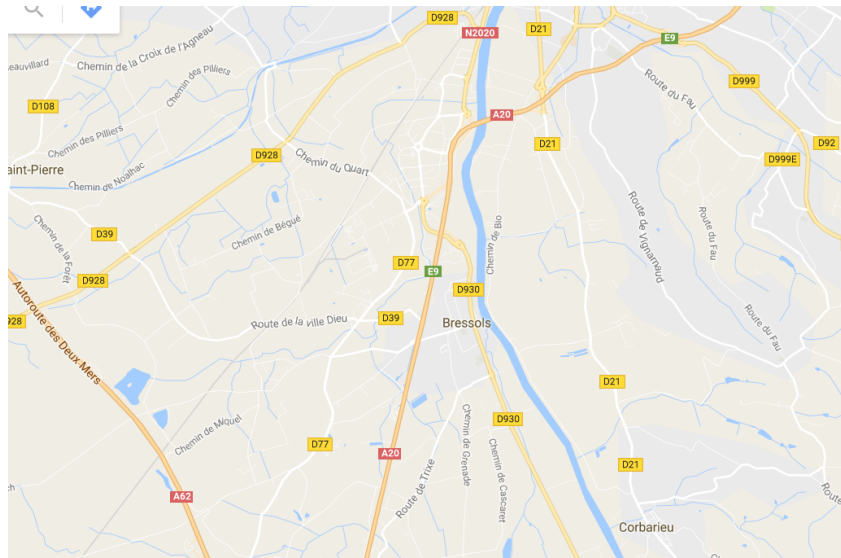 D928
N2020
D21
E9
Chemin de la Croix de l'Agneau
Chemin des Pilliers
Route du Fau
D999
D108
A20
Chemin des Pilliers
D21
D92
D928
D999E
Chemin du Quart
aint-Pierre
Chemin de Noalhac
Route de Vignarnaud
Route du Fau
Chemin de Bio
Chemin de Bégué
D39
Chemin de la Forêt
D77
E9
D928
D930
Autoroute des Deux Mers
928
Route de la Ville Dieu
D39
Bressols
Route du Fau
D21
Chemin de Miquel
Chemin de Grenade
D930
D77
A20
Chemin de Cascaret
D21
Route de Trixe
A62
Corbarieu